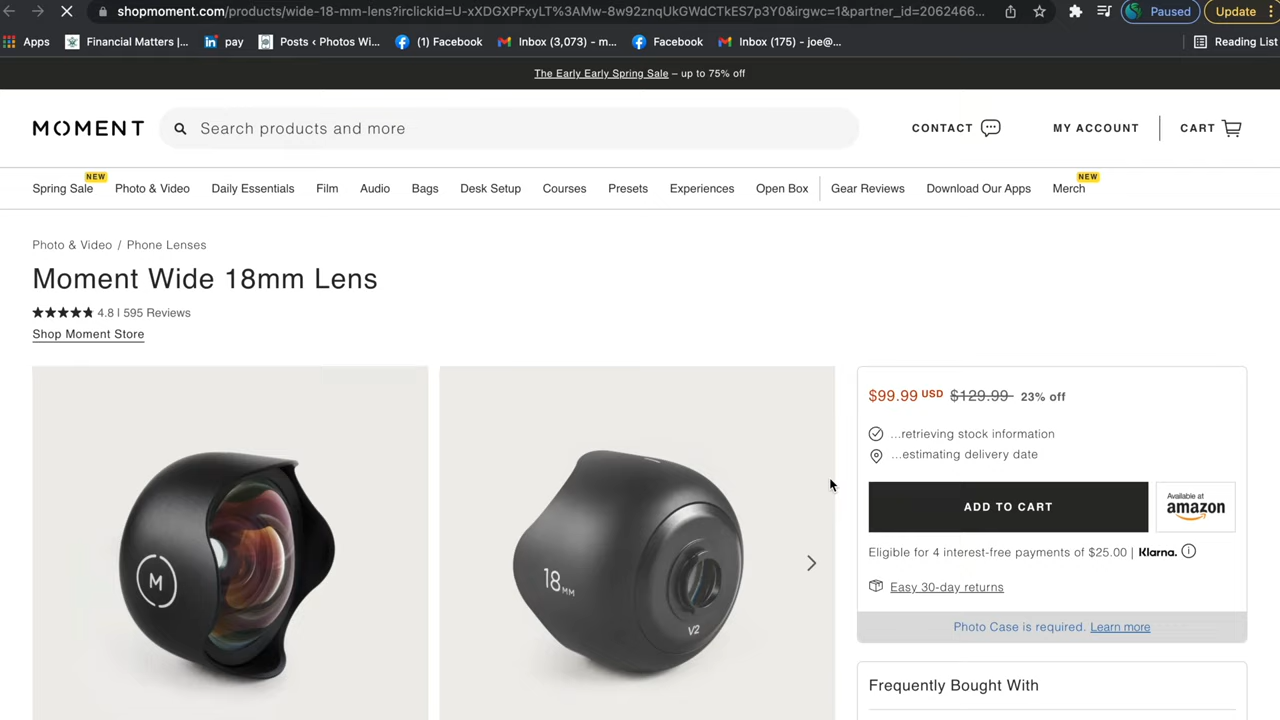 shopmoment.com/products/wide-18-mm-lens?irclickid=U-xXDGXPFxyLT%3AMw-8w92znqUkGWdCTkES7p3Y0&irgwc=1&partner_id=2062466...
Paused
Update
Apps
Financial Matters |...
pay
Posts ‹ Photos Wi...
(1) Facebook
Inbox (3,073) – m...
Facebook
Inbox (175) – joe@...
Reading List
The Early Early Spring Sale – up to 75% off
MOMENT
Search products and more
CONTACT
MY ACCOUNT
CART
Spring Sale
NEW
Photo & Video
Daily Essentials
Film
Audio
Bags
Desk Setup
Courses
Presets
Experiences
Open Box
Gear Reviews
Download Our Apps
Merch
NEW
Photo & Video / Phone Lenses
Moment Wide 18mm Lens
4.8 | 595 Reviews
Shop Moment Store
M
18MM
V2
$99.99 USD $129.99 23% off
...retrieving stock information
...estimating delivery date
ADD TO CART
Available at
amazon
Eligible for 4 interest-free payments of $25.00 | Klarna.
Easy 30-day returns
Photo Case is required. Learn more
Frequently Bought With